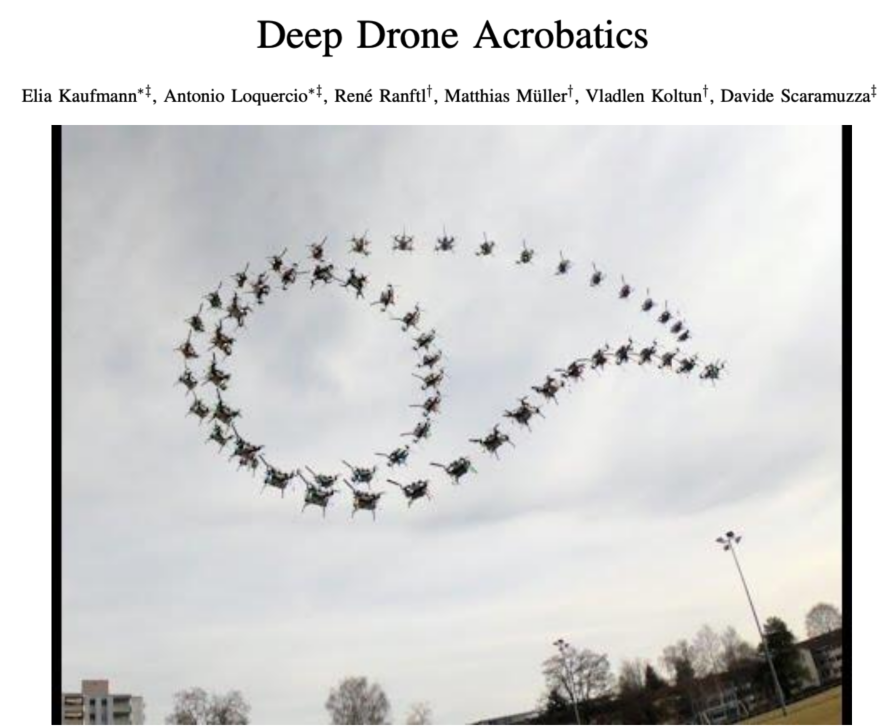 Deep Drone Acrobatics
Elia Kaufmann*‡, Antonio Loquercio*‡, René Ranftl†, Matthias Müller†, Vladlen Koltun†, Davide Scaramuzza‡